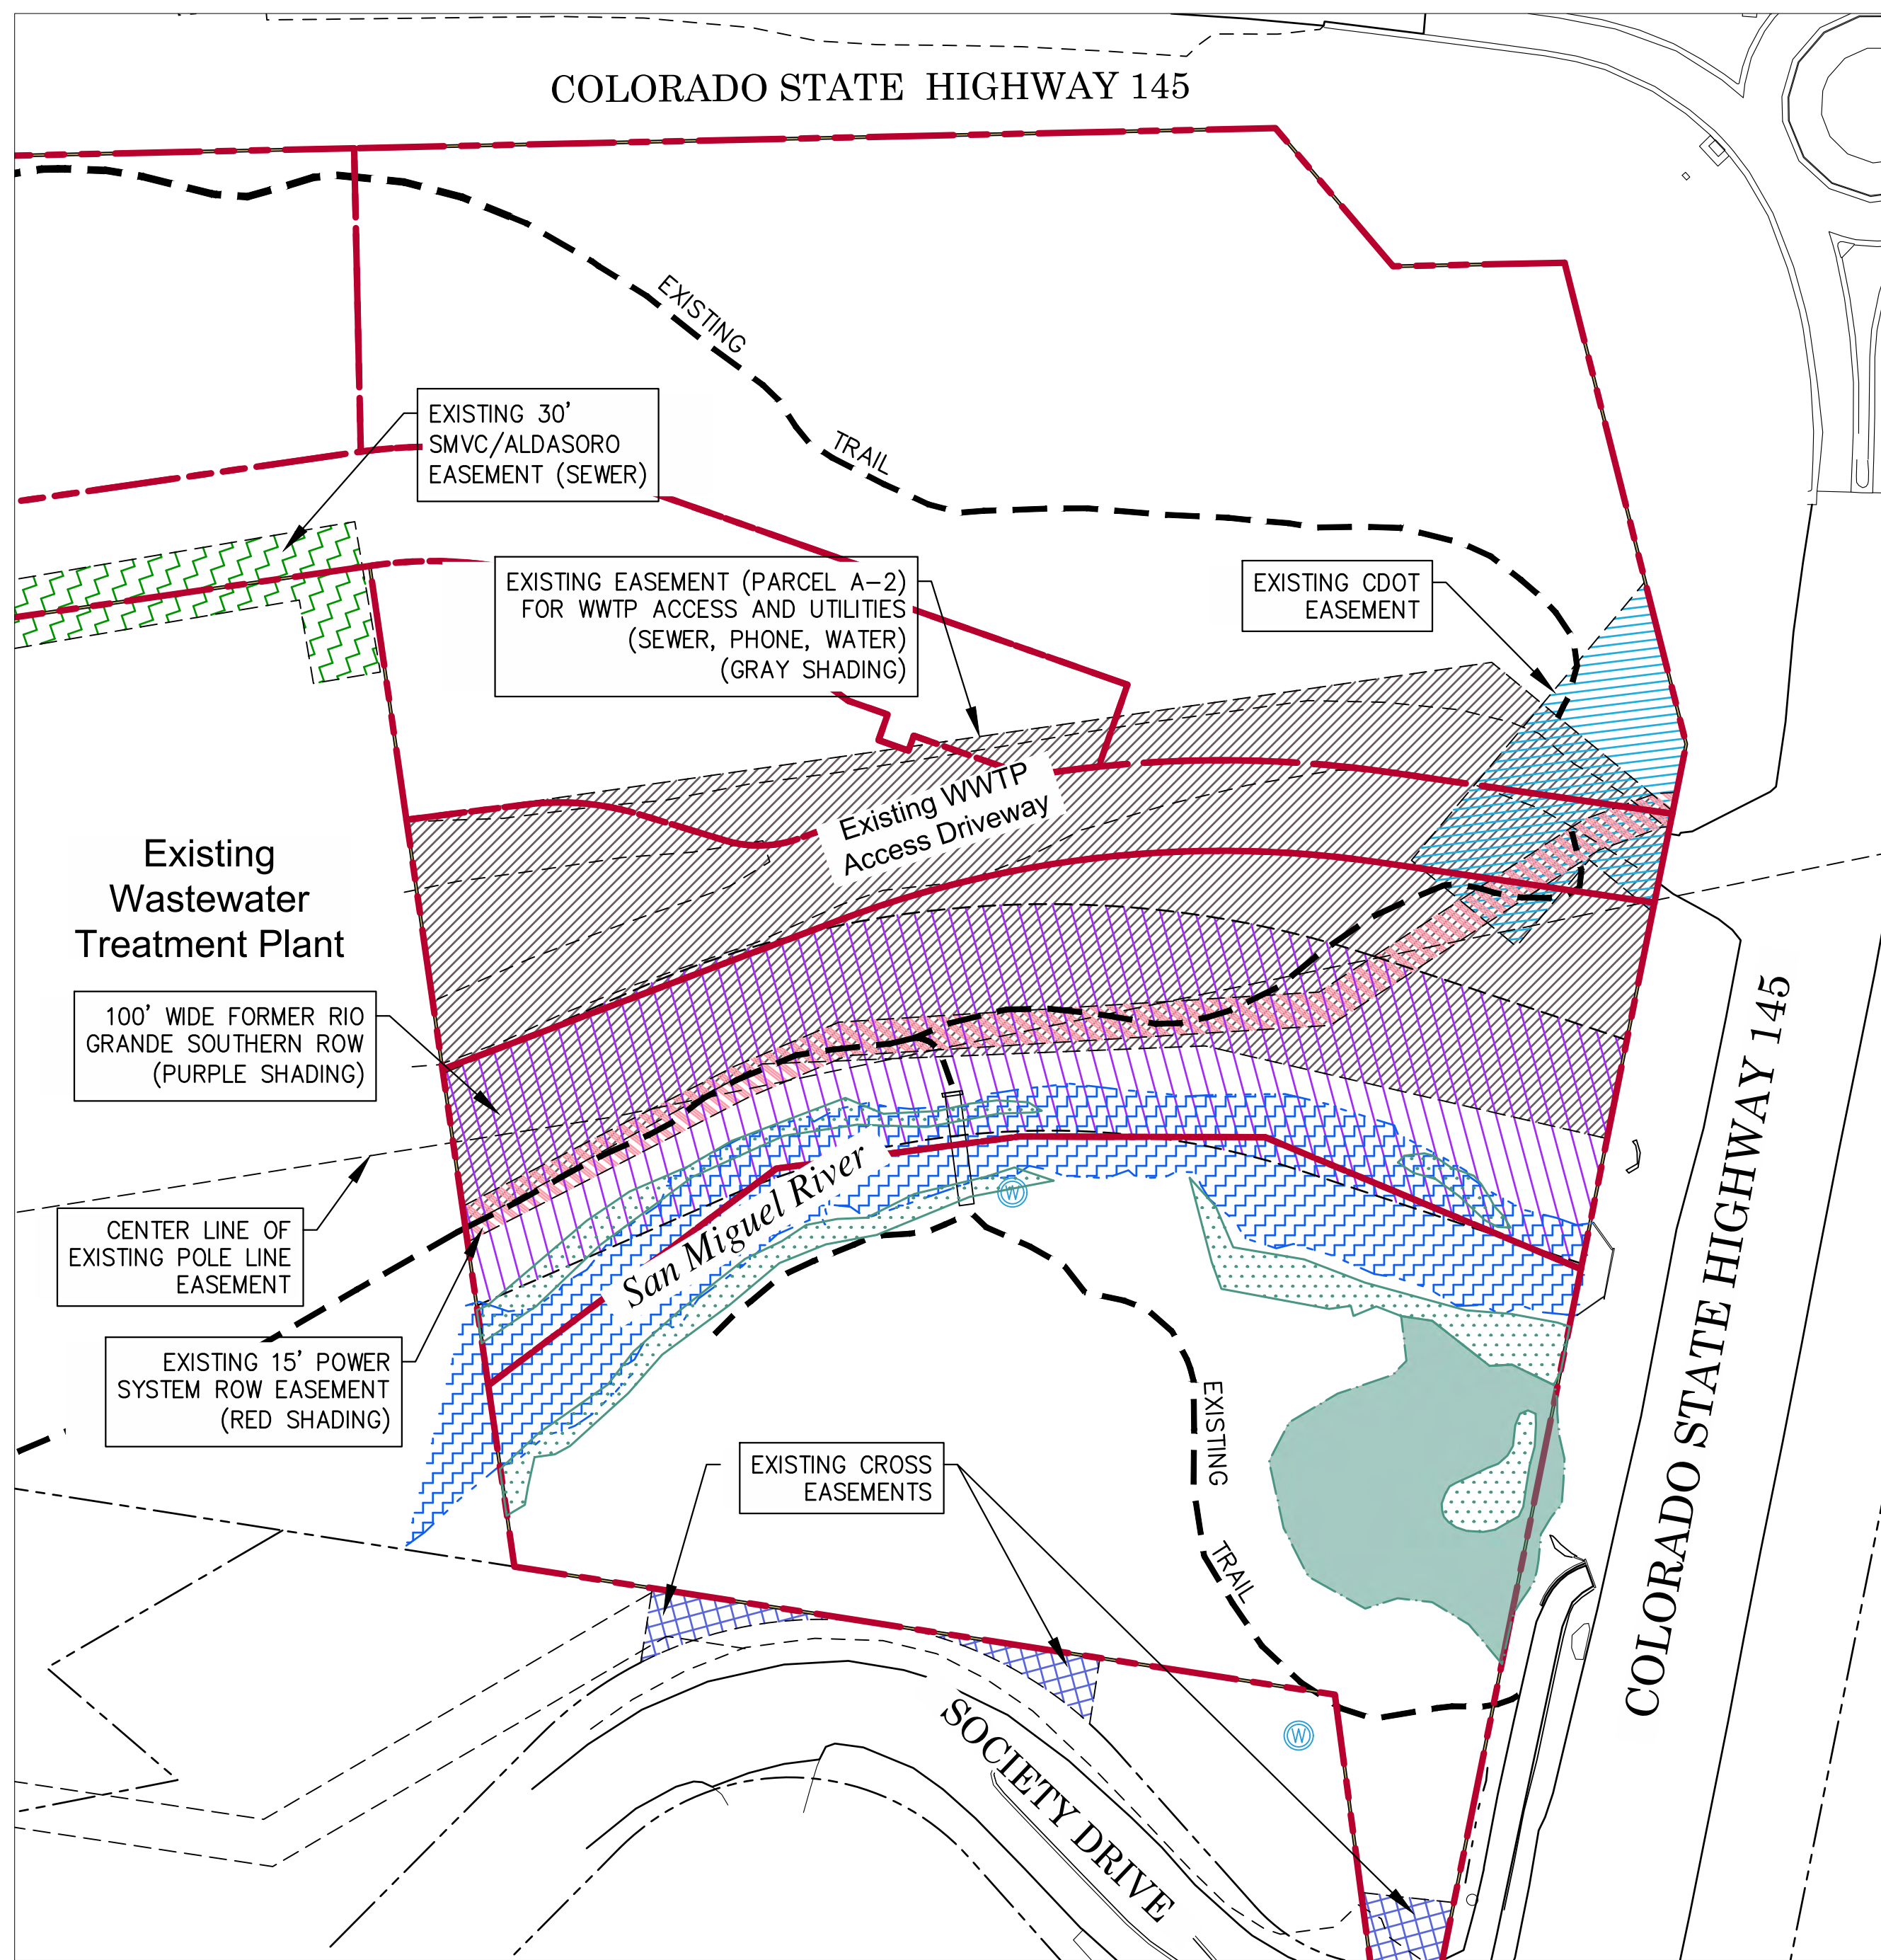 COLORADO STATE HIGHWAY 145
EXISTING
TRAIL
EXISTING 30'
SMVC/ALDASORO
EASEMENT (SEWER)
EXISTING EASEMENT (PARCEL A-2)
FOR WWTP ACCESS AND UTILITIES
(SEWER, PHONE, WATER)
(GRAY SHADING)
EXISTING CDOT
EASEMENT
Existing WWTP
Access Driveway
Existing
Wastewater
Treatment Plant
100' WIDE FORMER RIO
GRANDE SOUTHERN ROW
(PURPLE SHADING)
CENTER LINE OF
EXISTING POLE LINE
EASEMENT
San Miguel River
W
EXISTING 15' POWER
SYSTEM ROW EASEMENT
(RED SHADING)
EXISTING
TRAIL
EXISTING CROSS
EASEMENTS
COLORADO STATE HIGHWAY 145
W
SOCIETY DRIVE